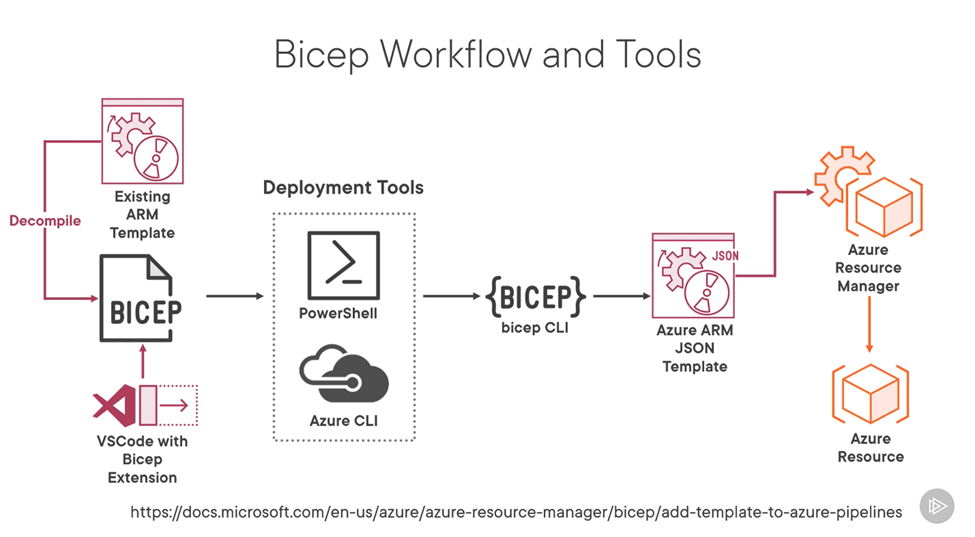 Bicep Workflow and Tools
Existing
ARM
Template
Decompile
BICEP
VSCode with
Bicep
Extension
Deployment Tools
PowerShell
Azure CLI
{BICEP}
bicep CLI
JSON
Azure ARM
JSON
Template
Azure
Resource
Manager
Azure
Resource
https://docs.microsoft.com/en-us/azure/azure-resource-manager/bicep/add-template-to-azure-pipelines